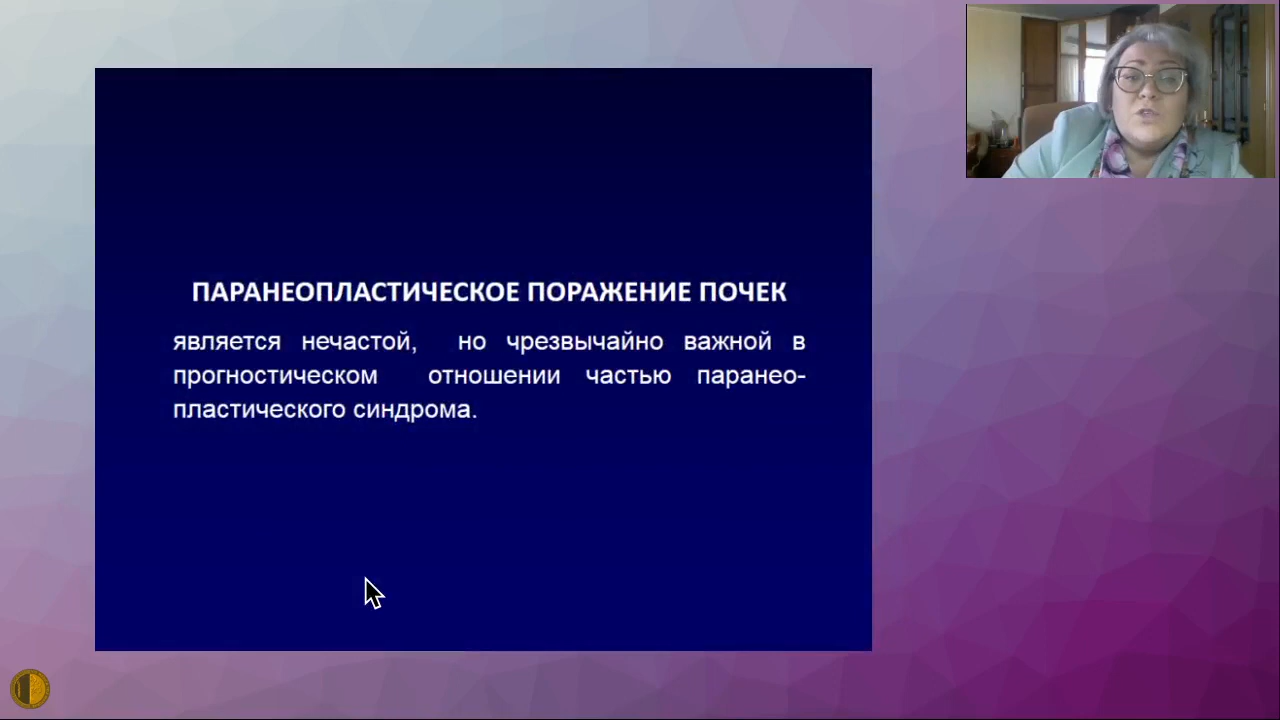 ПАРАНЕОПЛАСТИЧЕСКОЕ ПОРАЖЕНИЕ ПОЧЕК
является нечастой, но чрезвычайно важной в
прогностическом отношении частью паранео-
пластического синдрома.